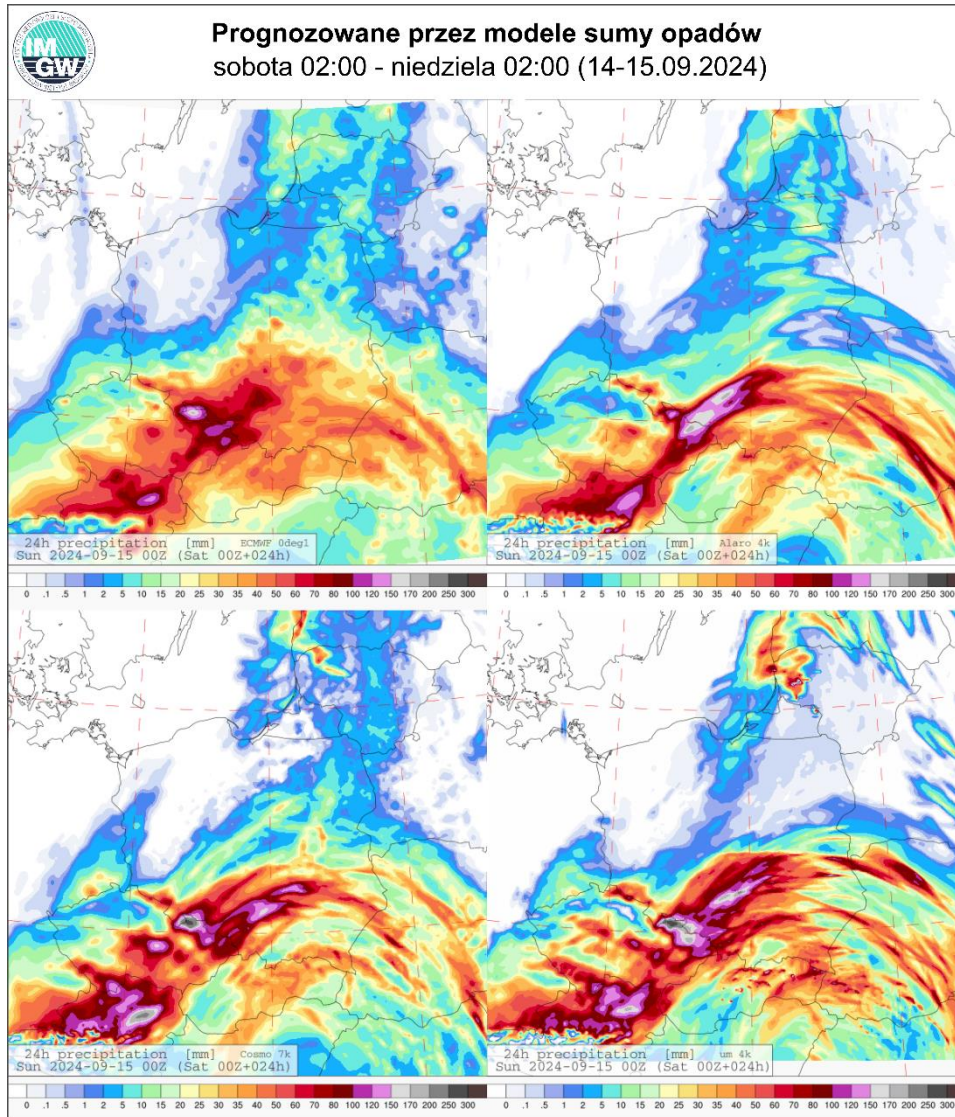 IM
GW
Prognozowane przez modele sumy opadów
sobota 02:00 - niedziela 02:00 (14-15.09.2024)
24h precipitation [mm] ECMWF 0deg1
Sun 2024-09-15 00Z (Sat 00Z+024h)
24h precipitation [mm] Alaro 4k
Sun 2024-09-15 00Z (Sat 00Z+024h)
0 .1 .5 1 2 5 10 15 20 25 30 35 40 50 60 70 80 100 120 150 170 200 250 300
0 .1 .5 1 2 5 10 15 20 25 30 35 40 50 60 70 80 100 120 150 170 200 250 300
24h precipitation [mm] Cosmo 7k
Sun 2024-09-15 00Z (Sat 00Z+024h)
24h precipitation [mm] um 4k
Sun 2024-09-15 00Z (Sat 00Z+024h)
0 .1 .5 1 2 5 10 15 20 25 30 35 40 50 60 70 80 100 120 150 170 200 250 300
0 .1 .5 1 2 5 10 15 20 25 30 35 40 50 60 70 80 100 120 150 170 200 250 300